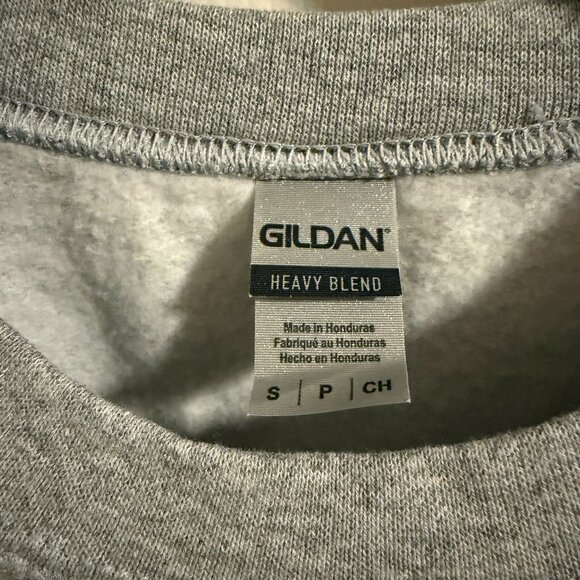 GILDAN®
HEAVY BLEND
Made in Honduras
Fabriqué au Honduras
Hecho en Honduras
S | P | CH